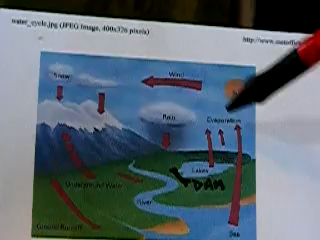 water_cycle.jpg (JPEG Image, 400x326 pixels)
http://www.
Snow
Wind
Rain
Evaporation
Lakes
DAM
Underground Water
River
Ground Runoff
Sea